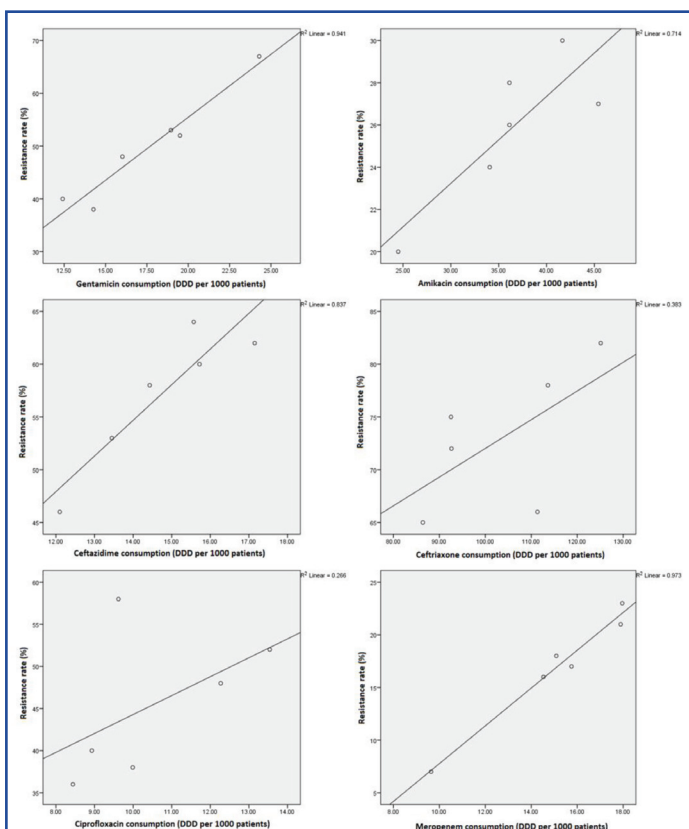 R² Linear = 0.941
70
60
50
40
30
Resistance rate (%)
12.50 15.00 17.50 20.00 22.50 25.00
Gentamicin consumption (DDD per 1000 patients)
R² Linear = 0.714
30
28
26
24
22
20
Resistance rate (%)
25.00 30.00 35.00 40.00 45.00
Amikacin consumption (DDD per 1000 patients)
R² Linear = 0.837
65
60
55
50
45
Resistance rate (%)
12.00 13.00 14.00 15.00 16.00 17.00 18.00
Ceftazidime consumption (DDD per 1000 patients)
R² Linear = 0.383
85
80
75
70
65
Resistance rate (%)
80.00 90.00 100.00 110.00 120.00 130.00
Ceftriaxone consumption (DDD per 1000 patients)
R² Linear = 0.266
60
55
50
45
40
35
Resistance rate (%)
8.00 9.00 10.00 11.00 12.00 13.00 14.00
Ciprofloxacin consumption (DDD per 1000 patients)
R² Linear = 0.973
25
20
15
10
5
Resistance rate (%)
8.00 10.00 12.00 14.00 16.00 18.00
Meropenem consumption (DDD per 1000 patients)